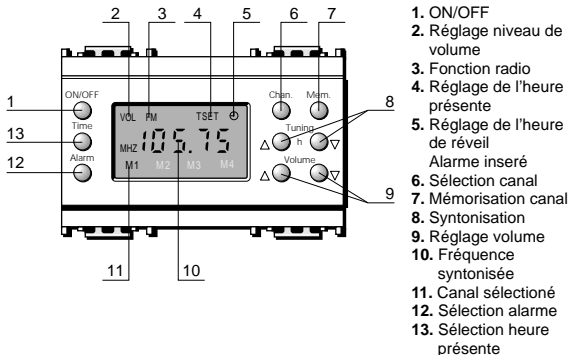 2 3 4 5 6 7
1
13
12
8
9
11 10
ON/OFF
Time
Alarm
VOL FM TSET
MHZ 105.75
M1 M2 M3 M4
Chan. Mem.
Tuning
h
Volume
1. ON/OFF
2. Réglage niveau de
volume
3. Fonction radio
4. Réglage de l'heure
présente
5. Réglage de l'heure
de réveil
Alarme inseré
6. Sélection canal
7. Mémorisation canal
8. Syntonisation
9. Réglage volume
10. Fréquence
syntonisée
11. Canal sélectioné
12. Sélection alarme
13. Sélection heure
présente